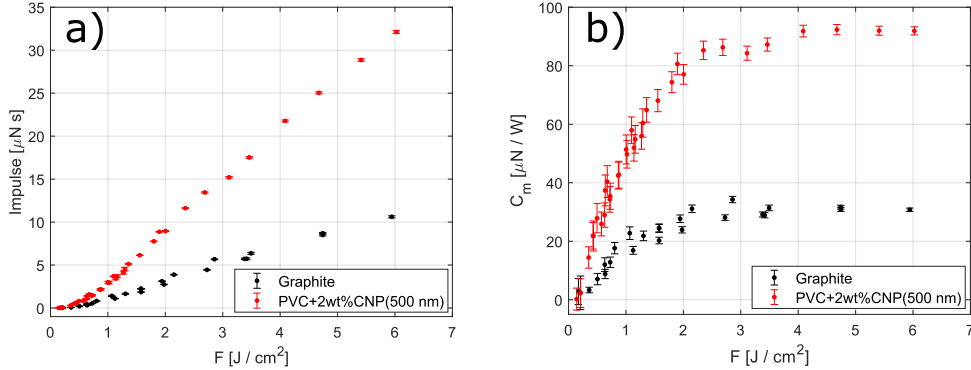 a)
Impulse [μN s]
35
30
25
20
15
10
5
0
0 1 2 3 4 5 6 7
F [J / cm²]
Graphite
PVC+2wt%CNP(500 nm)
b)
Cₘ [μN / W]
100
80
60
40
20
0
0 1 2 3 4 5 6 7
F [J / cm²]
Graphite
PVC+2wt%CNP(500 nm)